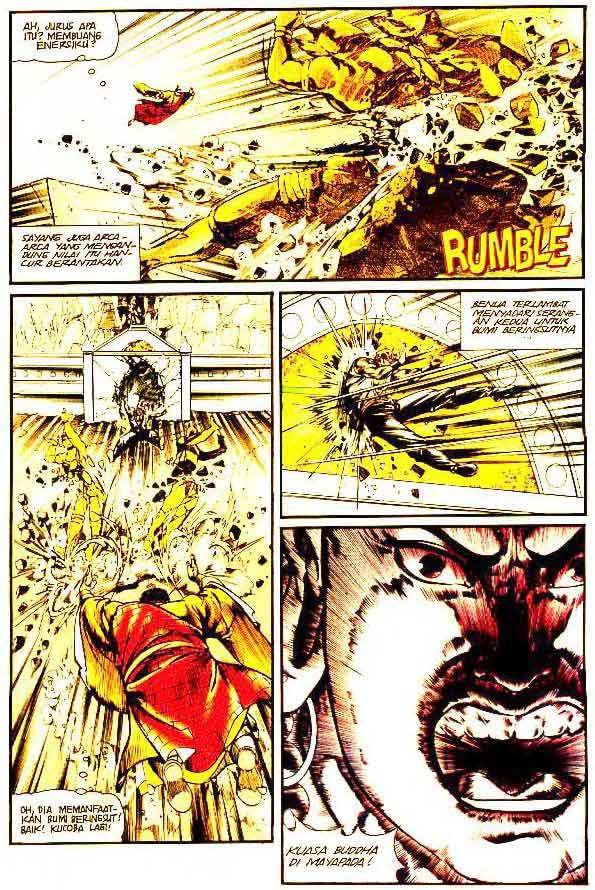 AH, JURUS APA
ITU? MEMBUANG
ENERSIKU?
SAYANG JUGA ARCA-
ARCA YANG MENGAN-
DUNG NILAI ITU HAN-
CUR BERANTAKAN.
RUMBLE
BENUA TERLAMBAT
MENYADARI SERANG-
AN KEDUA UNTUK
BUMI BERINGSUTNYA
OH, DIA MEMANFAAT-
KAN BUMI BERINGSUT!
BAIK! KUCOBA LAGI!
KUASA BUDDHA
DI MAYAPADA!